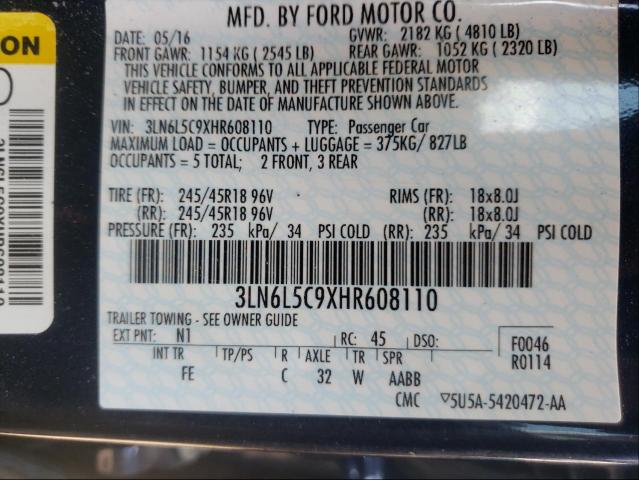 MFD. BY FORD MOTOR CO.
DATE: 05/16 GVWR: 2182 KG ( 4810 LB)
FRONT GAWR: 1154 KG ( 2545 LB) REAR GAWR: 1052 KG ( 2320 LB)
THIS VEHICLE CONFORMS TO ALL APPLICABLE FEDERAL MOTOR
VEHICLE SAFETY, BUMPER, AND THEFT PREVENTION STANDARDS
IN EFFECT ON THE DATE OF MANUFACTURE SHOWN ABOVE.
VIN: 3LN6L5C9XHR608110 TYPE: Passenger Car
MAXIMUM LOAD = OCCUPANTS + LUGGAGE = 375KG/ 827LB
OCCUPANTS = 5 TOTAL; 2 FRONT, 3 REAR
TIRE (FR): 245/45R18 96V RIMS (FR): 18x8.0J
(RR): 245/45R18 96V (RR): 18x8.0J
PRESSURE (FR): 235 kPa/ 34 PSI COLD (RR): 235 kPa/ 34 PSI COLD
3LN6L5C9XHR608110
TRAILER TOWING - SEE OWNER GUIDE
EXT PNT: N1 RC: 45 DSO: F0046
INT TR TP/PS R AXLE TR SPR R0114
FE C 32 W AABB
CMC ▽5U5A-5420472-AA
ION
3LN6L5C9XHR608110